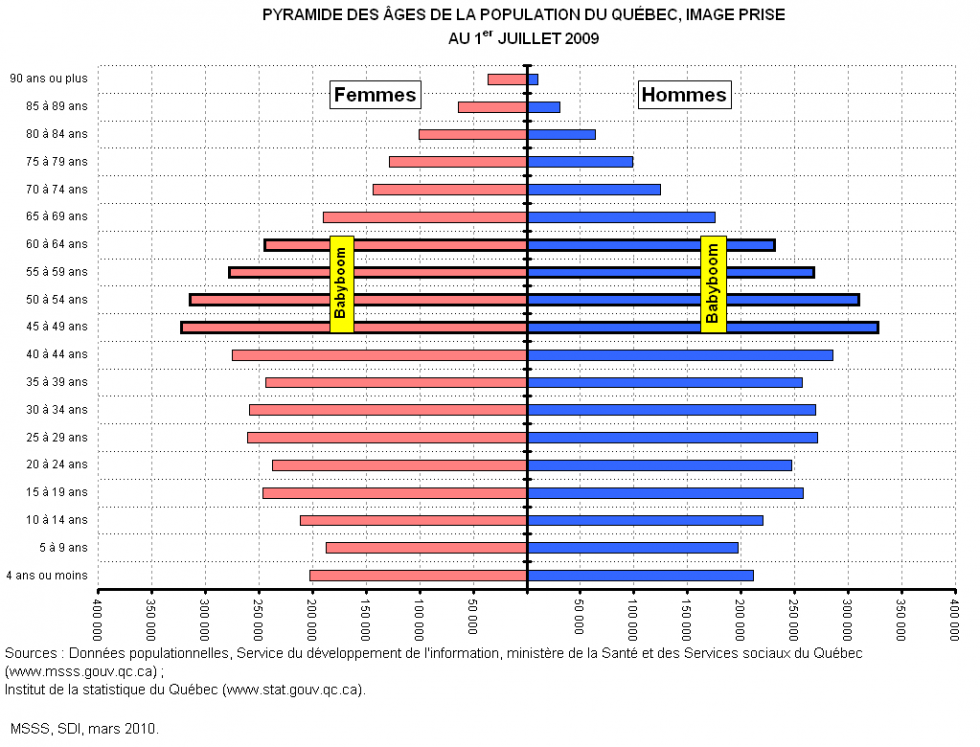 PYRAMIDE DES ÂGES DE LA POPULATION DU QUÉBEC, IMAGE PRISE
AU 1er JUILLET 2009
90 ans ou plus
Femmes
Hommes
85 à 89 ans
80 à 84 ans
75 à 79 ans
70 à 74 ans
65 à 69 ans
60 à 64 ans
55 à 59 ans
50 à 54 ans
45 à 49 ans
Babyboom
Babyboom
40 à 44 ans
35 à 39 ans
30 à 34 ans
25 à 29 ans
20 à 24 ans
15 à 19 ans
10 à 14 ans
5 à 9 ans
4 ans ou moins
400 000
350 000
300 000
250 000
200 000
150 000
100 000
50 000
0
50 000
100 000
150 000
200 000
250 000
300 000
350 000
400 000
Sources : Données populationnelles, Service du développement de l'information, ministère de la Santé et des Services sociaux du Québec
(www.msss.gouv.qc.ca) ;
Institut de la statistique du Québec (www.stat.gouv.qc.ca).
MSSS, SDI, mars 2010.